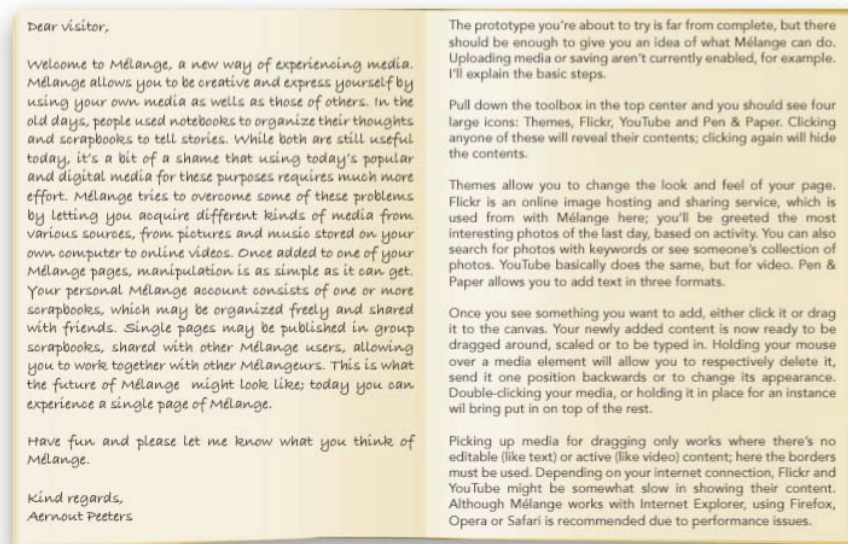 Dear visitor,
Welcome to Mélange, a new way of experiencing media.
Mélange allows you to be creative and express yourself by
using your own media as wells as those of others. In the
old days, people used notebooks to organize their thoughts
and scrapbooks to tell stories. While both are still useful
today, it's a bit of a shame that using today's popular
and digital media for these purposes requires much more
effort. Mélange tries to overcome some of these problems
by letting you acquire different kinds of media from
various sources, from pictures and music stored on your
own computer to online videos. Once added to one of your
Mélange pages, manipulation is as simple as it can get.
Your personal Mélange account consists of one or more
scrapbooks, which may be organized freely and shared
with friends. Single pages may be published in group
scrapbooks, shared with other Mélange users, allowing
you to work together with other Mélangeurs. This is what
the future of Mélange might look like; today you can
experience a single page of Mélange.
Have fun and please let me know what you think of
Mélange.
Kind regards,
Aernout Peeters
The prototype you're about to try is far from complete, but there
should be enough to give you an idea of what Mélange can do.
Uploading media or saving aren't currently enabled, for example.
I'll explain the basic steps.
Pull down the toolbox in the top center and you should see four
large icons: Themes, Flickr, YouTube and Pen & Paper. Clicking
anyone of these will reveal their contents; clicking again will hide
the contents.
Themes allow you to change the look and feel of your page.
Flickr is an online image hosting and sharing service, which is
used from with Mélange here; you'll be greeted the most
interesting photos of the last day, based on activity. You can also
search for photos with keywords or see someone's collection of
photos. YouTube basically does the same, but for video. Pen &
Paper allows you to add text in three formats.
Once you see something you want to add, either click it or drag
it to the canvas. Your newly added content is now ready to be
dragged around, scaled or to be typed in. Holding your mouse
over a media element will allow you to respectively delete it,
send it one position backwards or to change its appearance.
Double-clicking your media, or holding it in place for an instance
wil bring put in on top of the rest.
Picking up media for dragging only works where there's no
editable (like text) or active (like video) content; here the borders
must be used. Depending on your internet connection, Flickr and
YouTube might be somewhat slow in showing their content.
Although Mélange works with Internet Explorer, using Firefox,
Opera or Safari is recommended due to performance issues.